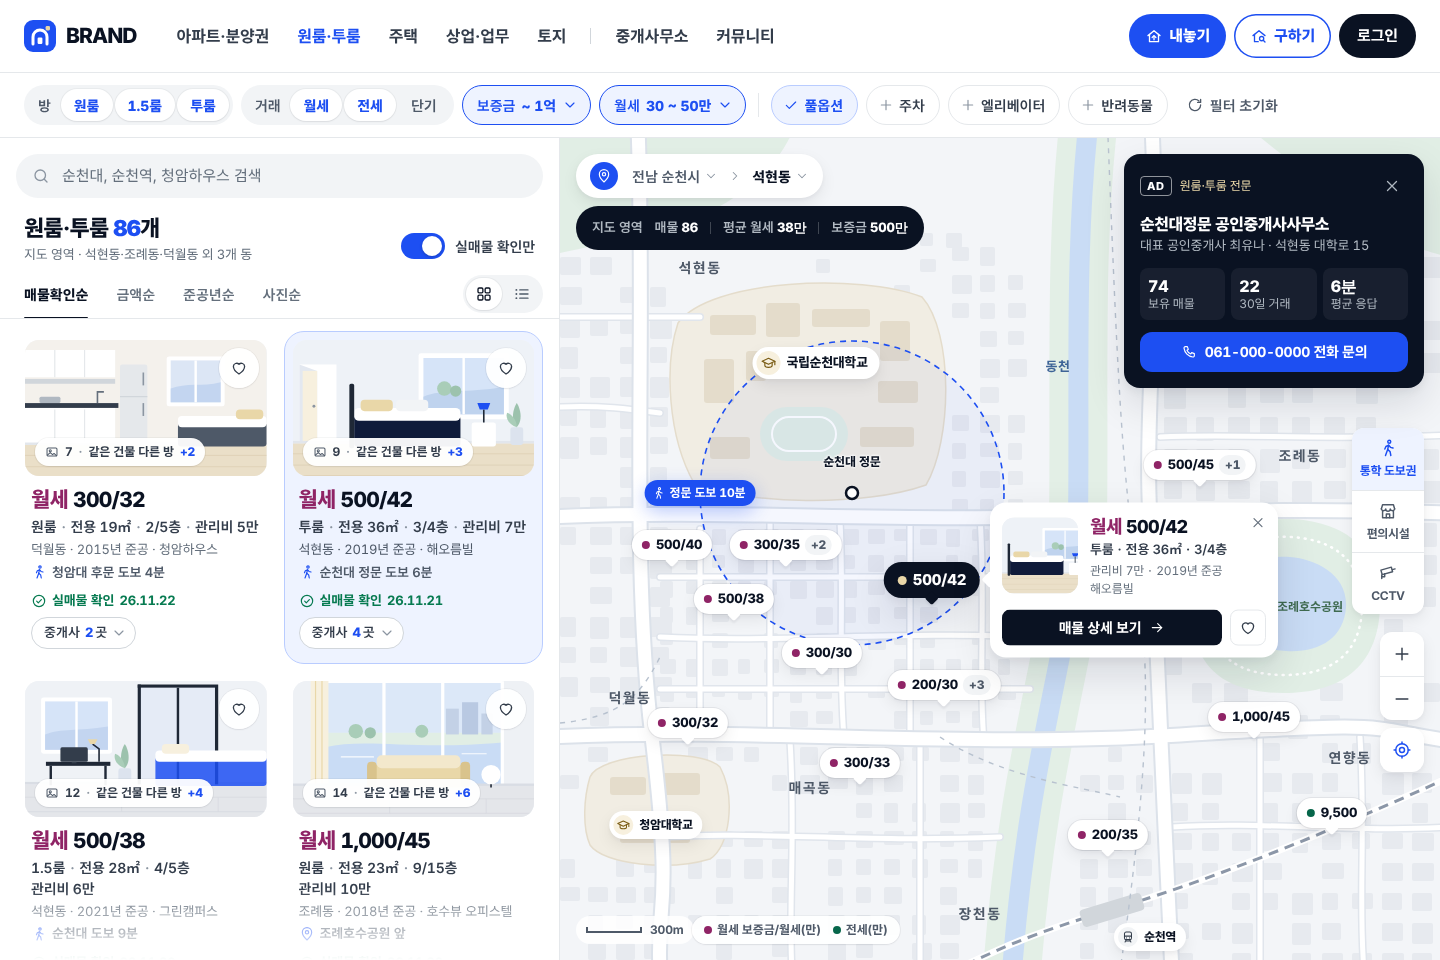 BRAND
아파트·분양권 원룸·투룸 주택 상업·업무 토지 중개사무소 커뮤니티
내놓기 구하기 로그인
방 원룸 1.5룸 투룸 거래 월세 전세 단기 보증금 ~ 1억 월세 30 ~ 50만 풀옵션 주차 엘리베이터 반려동물 필터 초기화
순천대, 순천역, 청암하우스 검색
원룸·투룸 86개
지도 영역 · 석현동·조례동·덕월동 외 3개 동
실매물 확인만
매물확인순 금액순 준공년순 사진순
7 · 같은 건물 다른 방 +2
월세 300/32
원룸 · 전용 19㎡ · 2/5층 · 관리비 5만
덕월동 · 2015년 준공 · 청암하우스
청암대 후문 도보 4분
실매물 확인 26.11.22
중개사 2곳
9 · 같은 건물 다른 방 +3
월세 500/42
투룸 · 전용 36㎡ · 3/4층 · 관리비 7만
석현동 · 2019년 준공 · 해오름빌
순천대 정문 도보 6분
실매물 확인 26.11.21
중개사 4곳
12 · 같은 건물 다른 방 +4
월세 500/38
1.5룸 · 전용 28㎡ · 4/5층
관리비 6만
석현동 · 2021년 준공 · 그린캠퍼스
순천대 도보 9분
14 · 같은 건물 다른 방 +6
월세 1,000/45
원룸 · 전용 23㎡ · 9/15층
관리비 10만
조례동 · 2018년 준공 · 호수뷰 오피스텔
조례호수공원 앞
전남 순천시 석현동
지도 영역 매물 86 평균 월세 38만 보증금 500만
석현동
국립순천대학교
순천대 정문
정문 도보 10분
동천
500/40
300/35 +2
500/38
500/42
300/30
200/30 +3
덕월동
300/32
300/33
매곡동
청암대학교
500/45 +1
조례동
조례호수공원
1,000/45
연향동
9,500
200/35
장천동
순천역
300m
월세 보증금/월세(만) 전세(만)
월세 500/42
투룸 · 전용 36㎡ · 3/4층
관리비 7만 · 2019년 준공
해오름빌
매물 상세 보기
AD 원룸·투룸 전문
순천대정문 공인중개사사무소
대표 공인중개사 최유나 · 석현동 대학로 15
74 22 6분
보유 매물 30일 거래 평균 응답
061-000-0000 전화 문의
통학 도보권
편의시설
CCTV